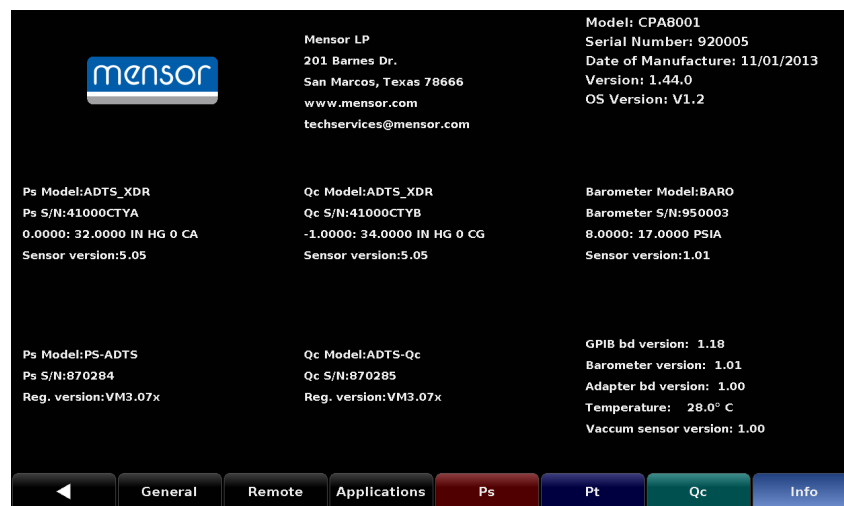 mensor
Mensor LP
201 Barnes Dr.
San Marcos, Texas 78666
www.mensor.com
techservices@mensor.com
Model: CPA8001
Serial Number: 920005
Date of Manufacture: 11/01/2013
Version: 1.44.0
OS Version: V1.2
Ps Model:ADTS_XDR
Ps S/N:41000CTYA
0.0000: 32.0000 IN HG 0 CA
Sensor version:5.05
Qc Model:ADTS_XDR
Qc S/N:41000CTYB
-1.0000: 34.0000 IN HG 0 CG
Sensor version:5.05
Barometer Model:BARO
Barometer S/N:950003
8.0000: 17.0000 PSIA
Sensor version:1.01
Ps Model:PS-ADTS
Ps S/N:870284
Reg. version:VM3.07x
Qc Model:ADTS-Qc
Qc S/N:870285
Reg. version:VM3.07x
GPIB bd version: 1.18
Barometer version: 1.01
Adapter bd version: 1.00
Temperature: 28.0° C
Vaccum sensor version: 1.00
General Remote Applications Ps Pt Qc Info